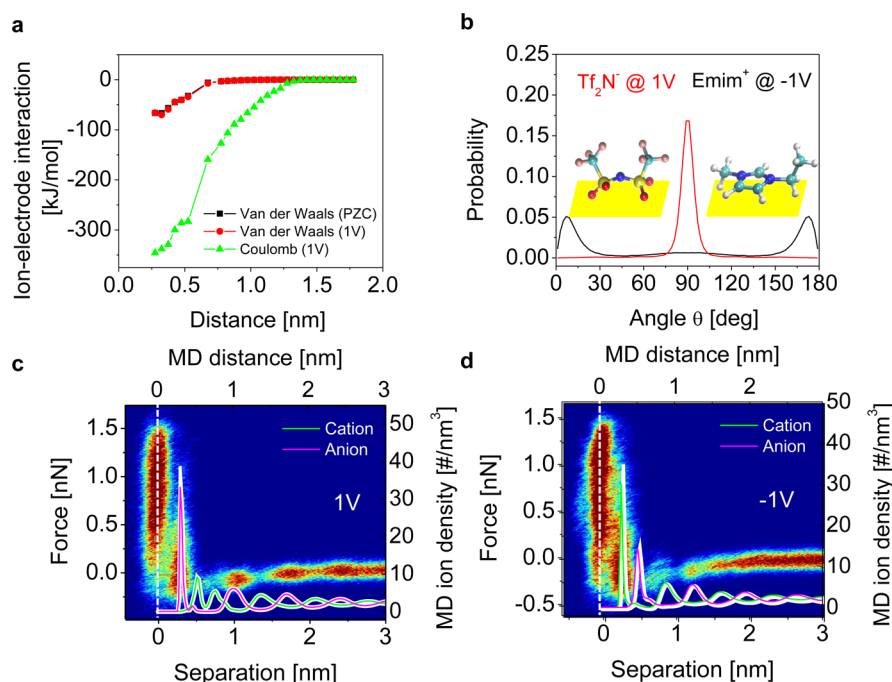 a
Ion-electrode interaction
[kJ/mol]
0
-100
-200
-300
Van der Waals (PZC)
Van der Waals (1V)
Coulomb (1V)
0.0 0.5 1.0 1.5 2.0
Distance [nm]
b
Probability
0.20
0.15
0.10
0.05
0.00
Tf₂N⁻ @ 1V Emim⁺ @ -1V
0 30 60 90 120 150 180
Angle θ [deg]
c
MD distance [nm]
0 1 2 3
Force [nN]
1.5
1.0
0.5
0.0
Cation
Anion
1V
50
40
30
20
10
0
MD ion density [#/nm³]
0 1 2 3
Separation [nm]
d
MD distance [nm]
0 1 2 3
Force [nN]
1.5
1.0
0.5
0.0
-0.5
Cation
Anion
-1V
50
40
30
20
10
0
MD ion density [#/nm³]
0 1 2 3
Separation [nm]